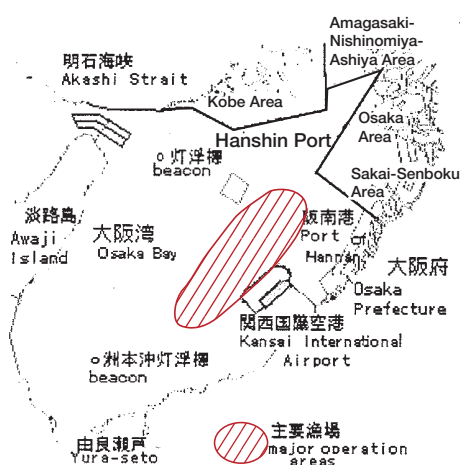 Amagasaki-
Nishinomiya-
Ashiya Area
明石海峡
Akashi Strait
Kobe Area
Hanshin Port
Osaka
Area
灯浮標
beacon
Sakai-Senboku
Area
淡路島
Awaji
Island
大阪湾
Osaka Bay
阪南港
Port
of
Hannan
大阪府
Osaka
Prefecture
関西国際空港
Kansai International
Airport
洲本沖灯浮標
beacon
由良瀬戸
Yura-seto
主要漁場
major operation
areas